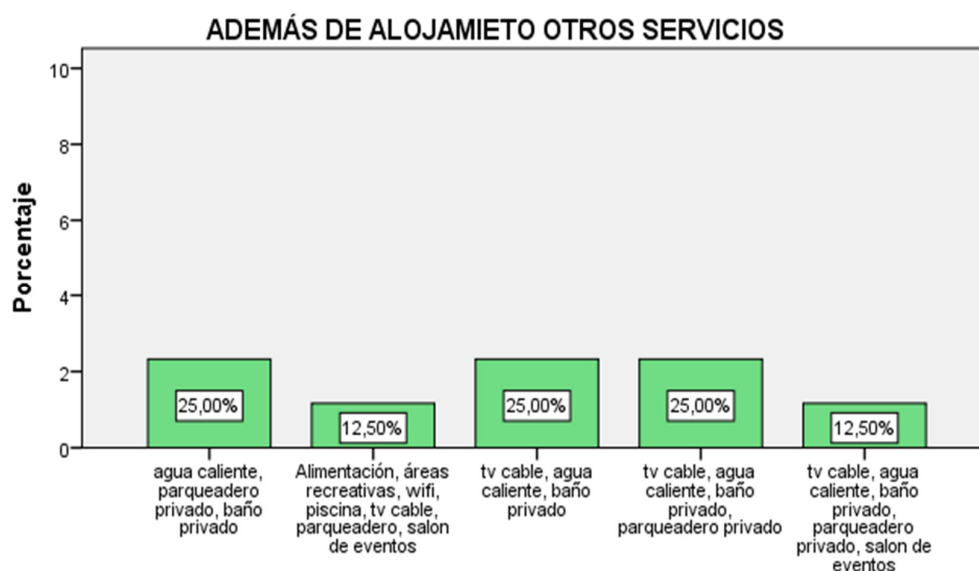 ADEMÁS DE ALOJAMIETO OTROS SERVICIOS
Porcentaje
10
8
6
4
2
0
25,00%
12,50%
25,00%
25,00%
12,50%
agua caliente,
parqueadero
privado, baño
privado
Alimentación, áreas
recreativas, wifi,
piscina, tv cable,
parqueadero, salon
de eventos
tv cable, agua
caliente, baño
privado
tv cable, agua
caliente, baño
privado,
parqueadero privado
tv cable, agua
caliente, baño
privado,
parqueadero
privado, salon de
eventos